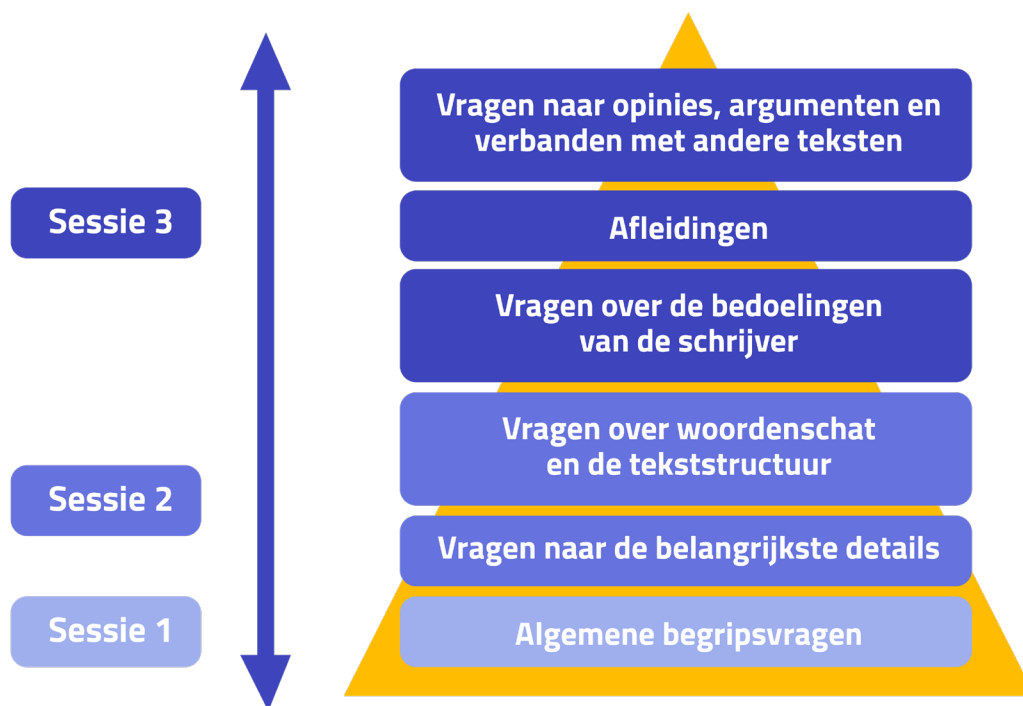 Vragen naar opinies, argumenten en
verbanden met andere teksten
Sessie 3
Afleidingen
Vragen over de bedoelingen
van de schrijver
Vragen over woordenschat
en de tekststructuur
Sessie 2
Vragen naar de belangrijkste details
Sessie 1
Algemene begripsvragen